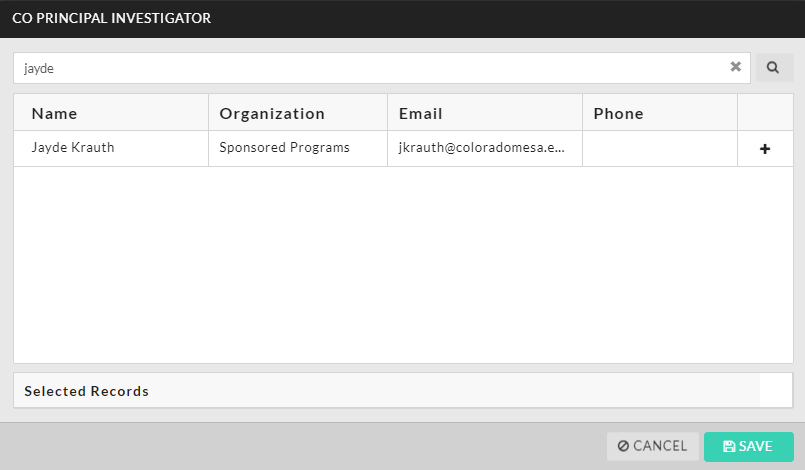 CO PRINCIPAL INVESTIGATOR
jayde
Name Organization Email Phone
Jayde Krauth Sponsored Programs jkrauth@coloradomesa.e...
Selected Records
CANCEL SAVE